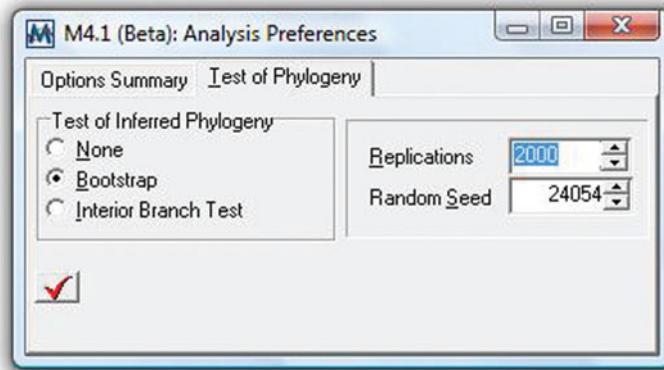 M4.1 (Beta): Analysis Preferences
Options Summary
Test of Phylogeny
Test of Inferred Phylogeny
None
Bootstrap
Interior Branch Test
Replications 2000
Random Seed 24054